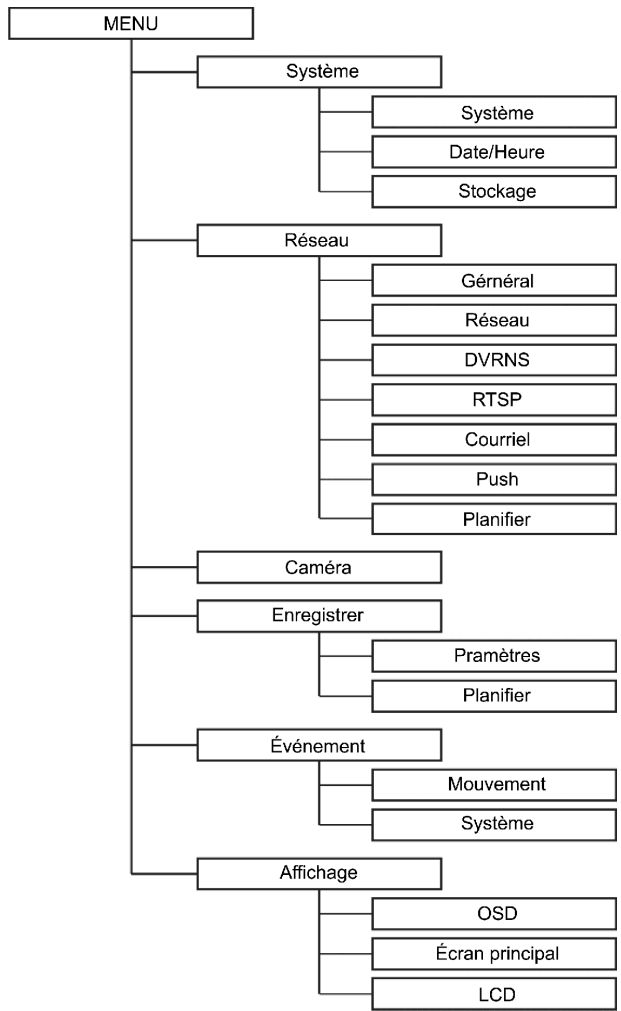 MENU
Système
Système
Date/Heure
Stockage
Réseau
Gérnéral
Réseau
DVRNS
RTSP
Courriel
Push
Planifier
Caméra
Enregistrer
Pramètres
Planifier
Événement
Mouvement
Système
Affichage
OSD
Écran principal
LCD